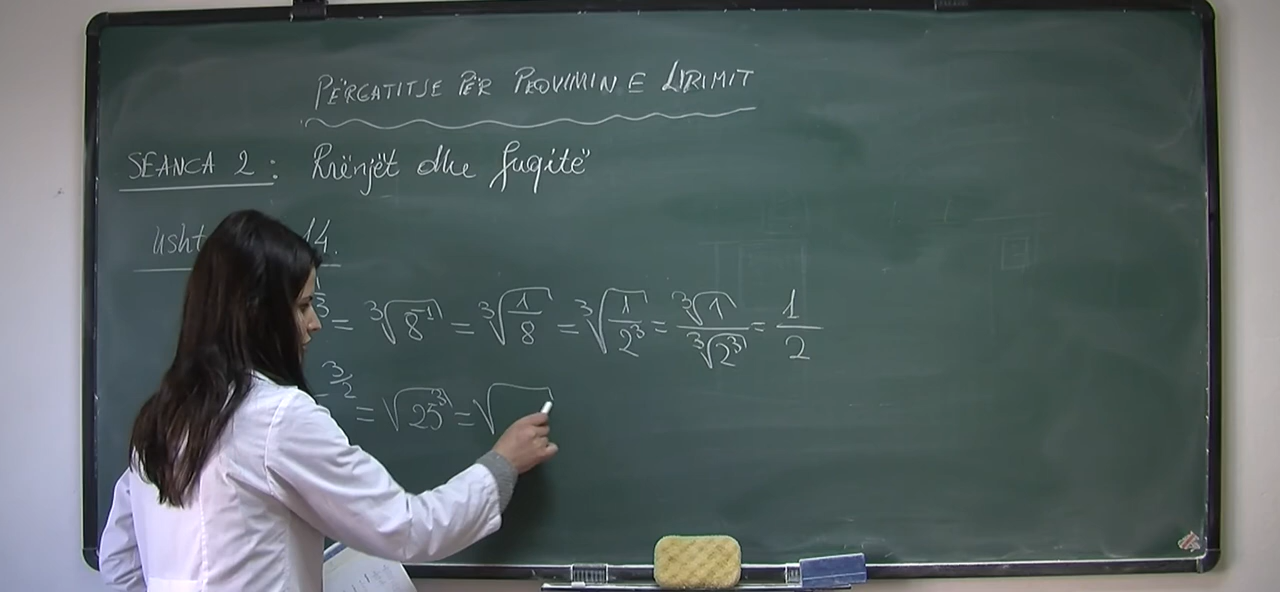 PËRGATITJE PËR PROVIMIN E LIRIMIT
SEANCA 2 : Rrënjët dhe fuqitë
14.
= ∛(8⁻¹) = ∛(1/8) = ∛(1/2³) = ∛1/∛(2³) = 1/2
3/2 = √(25³) = √